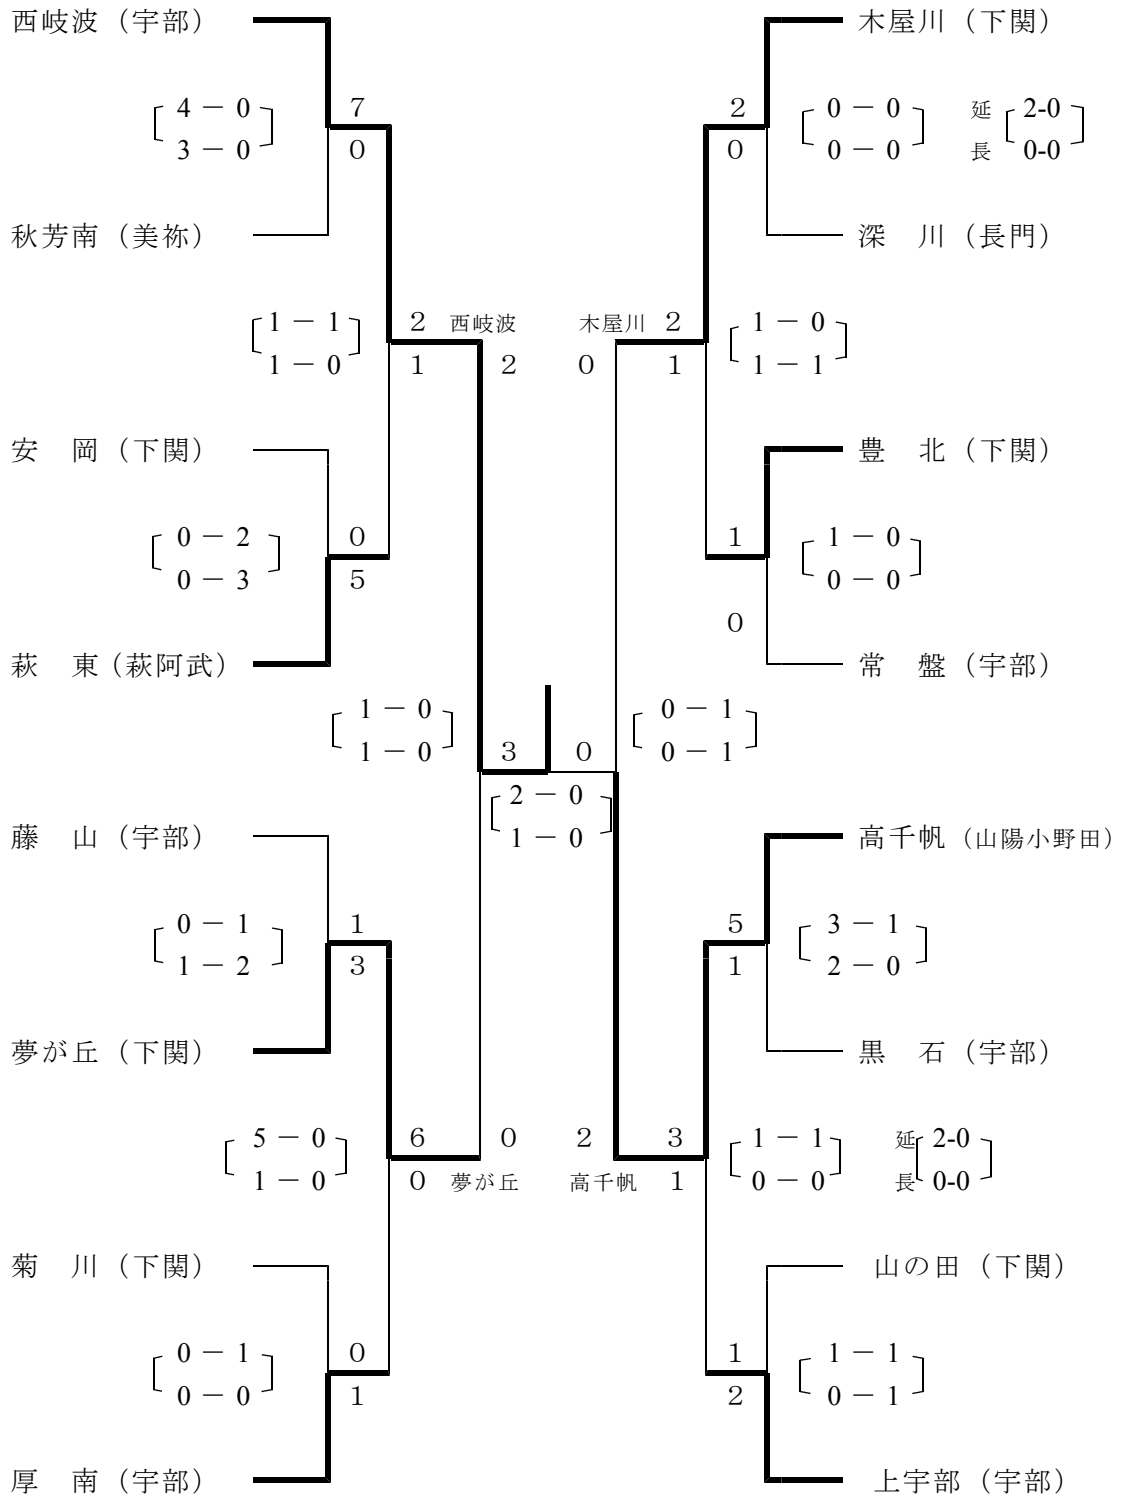 西岐波（宇部） 木屋川（下関）
4 － 0 7 2 0 － 0 延 2-0
3 － 0 0 0 0 － 0 長 0-0
秋芳南（美祢） 深　川（長門）
1 － 1 2 西岐波 木屋川 2 1 － 0
1 － 0 1 2 0 1 1 － 1
安　岡（下関） 豊　北（下関）
0 － 2 0 1 1 － 0
0 － 3 5 0 － 0
0
萩　東（萩阿武） 常　盤（宇部）
1 － 0 0 － 1
1 － 0 3 0 0 － 1
2 － 0
1 － 0
藤　山（宇部） 高千帆（山陽小野田）
0 － 1 1 5 3 － 1
1 － 2 3 1 2 － 0
夢が丘（下関） 黒　石（宇部）
5 － 0 6 0 2 3 1 － 1 延 2-0
1 － 0 0 夢が丘 高千帆 1 0 － 0 長 0-0
菊　川（下関） 山の田（下関）
0 － 1 0 1 1 － 1
0 － 0 1 2 0 － 1
厚　南（宇部） 上宇部（宇部）